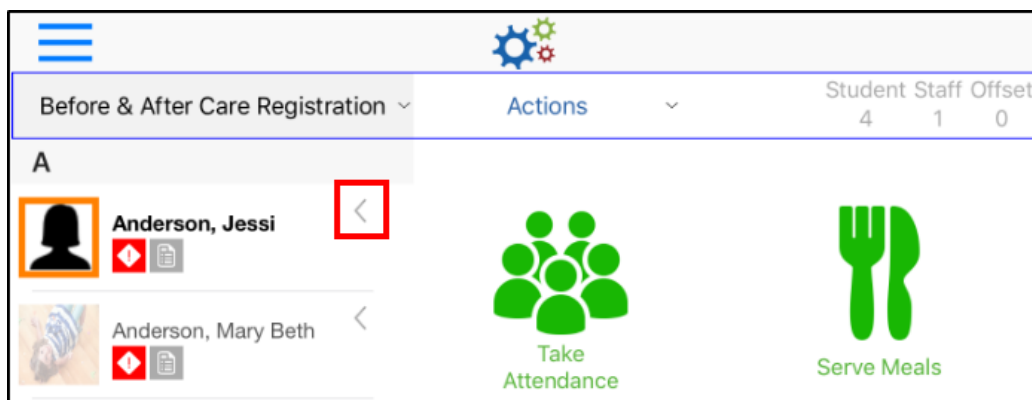 Before & After Care Registration
Actions
Student Staff Offset
4 1 0
A
Anderson, Jessi
Anderson, Mary Beth
Take
Attendance
Serve Meals